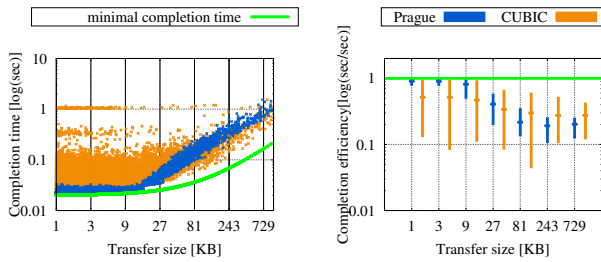 minimal completion time
Completion time [log(sec)]
10
1
0.1
0.01
1 3 9 27 81 243 729
Transfer size [KB]
Prague CUBIC
Completion efficiency[log(sec/sec)]
1
0.1
0.01
1 3 9 27 81 243 729
Transfer size [KB]